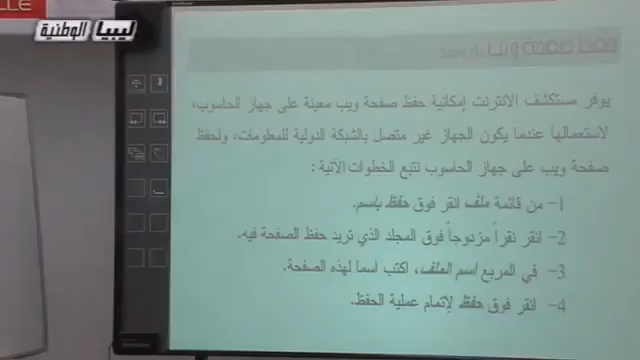 ليبيا الوطنية
حفظ صفحة ويب
يوفر مستكشف الانترنت إمكانية حفظ صفحة ويب معينة على جهاز الحاسوب،
لاستعمالها عندما يكون الجهاز غير متصل بالشبكة الدولية للمعلومات، ولحفظ
صفحة ويب على جهاز الحاسوب نتبع الخطوات الآتية :
1- من قائمة ملف انقر فوق حفظ باسم.
2- انقر نقراً مزدوجاً فوق المجلد الذي تريد حفظ الصفحة فيه.
3- في المربع اسم الملف، اكتب اسما لهذه الصفحة.
4- انقر فوق حفظ لإتمام عملية الحفظ.